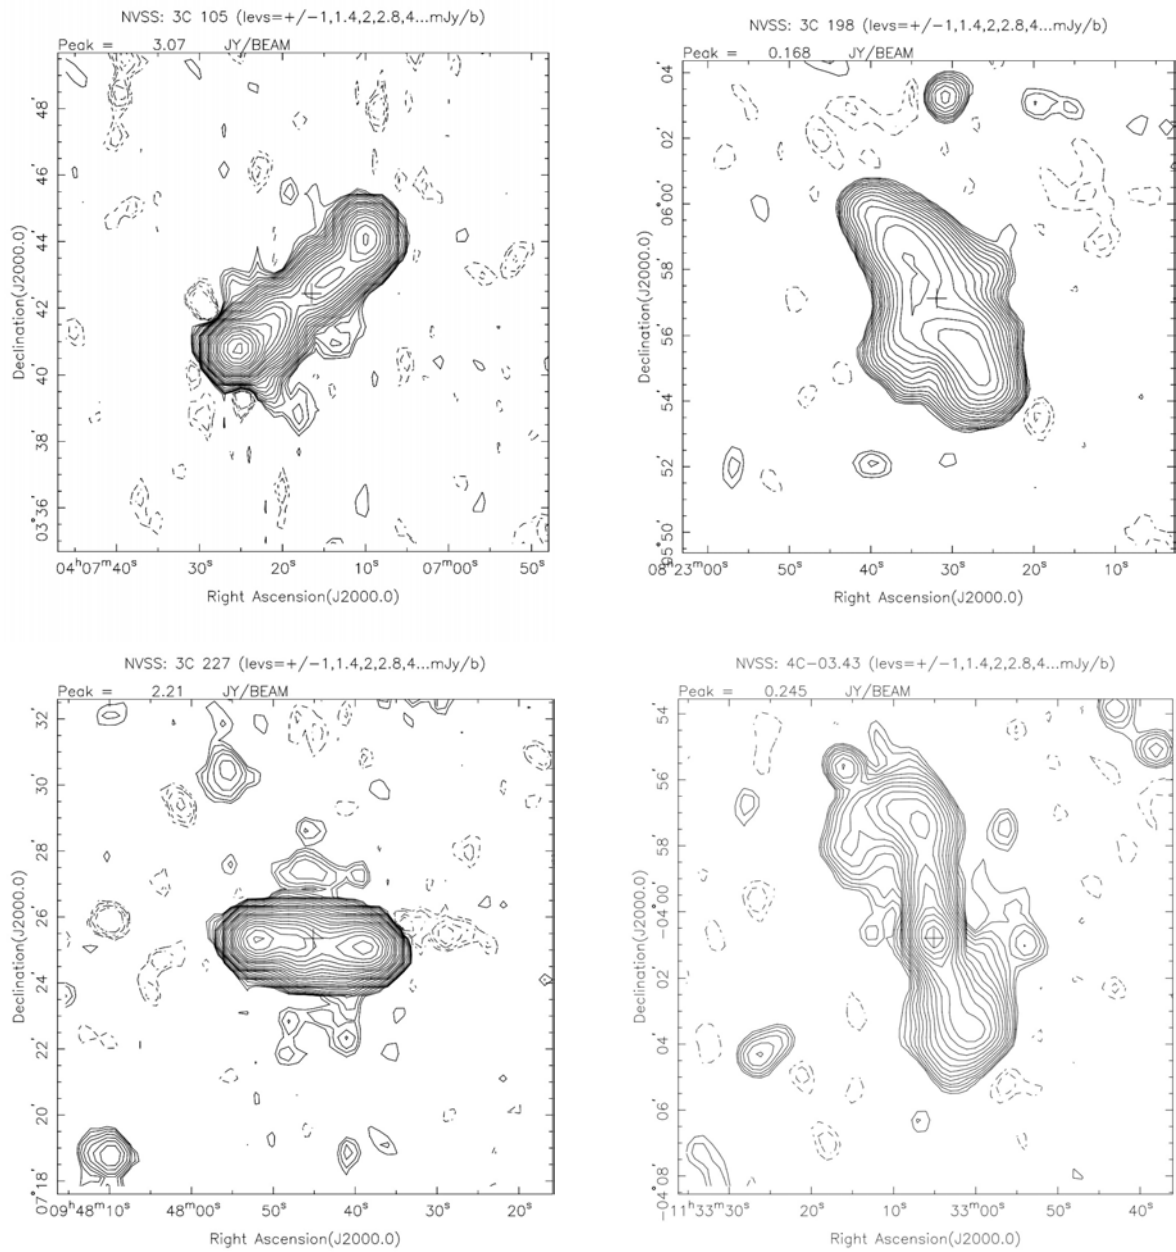 NVSS: 3C 105 (levs=+/−1,1.4,2,2.8,4...mJy/b)
Peak = 3.07 JY/BEAM
48'
46'
44'
42'
40'
38'
03° 36'
Declination(J2000.0)
04ʰ07ᵐ40ˢ 30ˢ 20ˢ 10ˢ 07ᵐ00ˢ 50ˢ
Right Ascension(J2000.0)
NVSS: 3C 198 (levs=+/−1,1.4,2,2.8,4...mJy/b)
Peak = 0.168 JY/BEAM
04'
02'
06° 00'
58'
56'
54'
52'
05° 50'
Declination(J2000.0)
08ʰ23ᵐ00ˢ 50ˢ 40ˢ 30ˢ 20ˢ 10ˢ
Right Ascension(J2000.0)
NVSS: 3C 227 (levs=+/−1,1.4,2,2.8,4...mJy/b)
Peak = 2.21 JY/BEAM
32'
30'
28'
26'
24'
22'
20'
07° 18'
Declination(J2000.0)
09ʰ48ᵐ10ˢ 48ᵐ00ˢ 50ˢ 40ˢ 30ˢ 20ˢ
Right Ascension(J2000.0)
NVSS: 4C−03.43 (levs=+/−1,1.4,2,2.8,4...mJy/b)
Peak = 0.245 JY/BEAM
54'
56'
58'
−04° 00'
02'
04'
06'
−04° 08'
Declination(J2000.0)
−11ʰ33ᵐ30ˢ 20ˢ 10ˢ 33ᵐ00ˢ 50ˢ 40ˢ
Right Ascension(J2000.0)